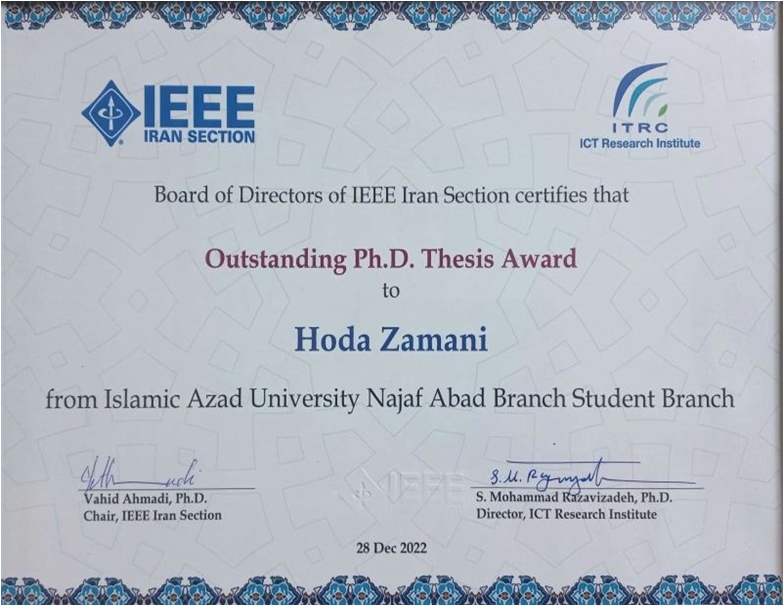 IEEE
IRAN SECTION
ITRC
ICT Research Institute
Board of Directors of IEEE Iran Section certifies that
Outstanding Ph.D. Thesis Award
to
Hoda Zamani
from Islamic Azad University Najaf Abad Branch Student Branch
S. M. Razavizadeh
IEEE
Vahid Ahmadi, Ph.D.
Chair, IEEE Iran Section
S. Mohammad Razavizadeh, Ph.D.
Director, ICT Research Institute
28 Dec 2022